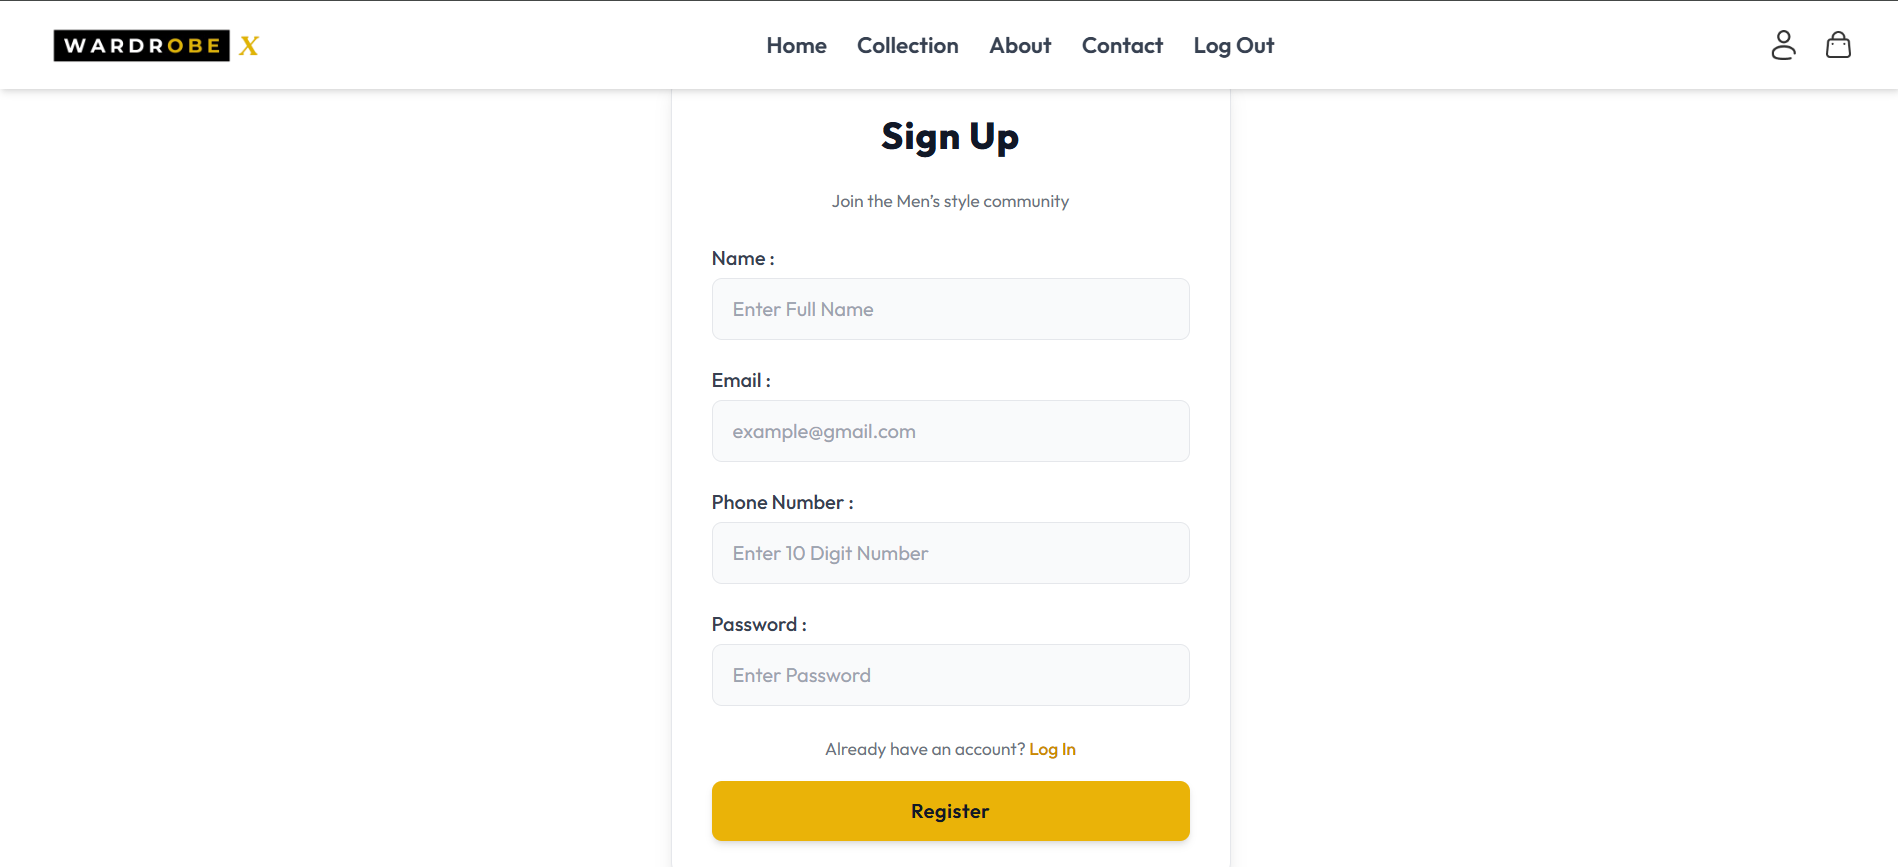 WARDROBE X
Home Collection About Contact Log Out
Sign Up
Join the Men's style community
Name :
Enter Full Name
Email :
example@gmail.com
Phone Number :
Enter 10 Digit Number
Password :
Enter Password
Already have an account? Log In
Register